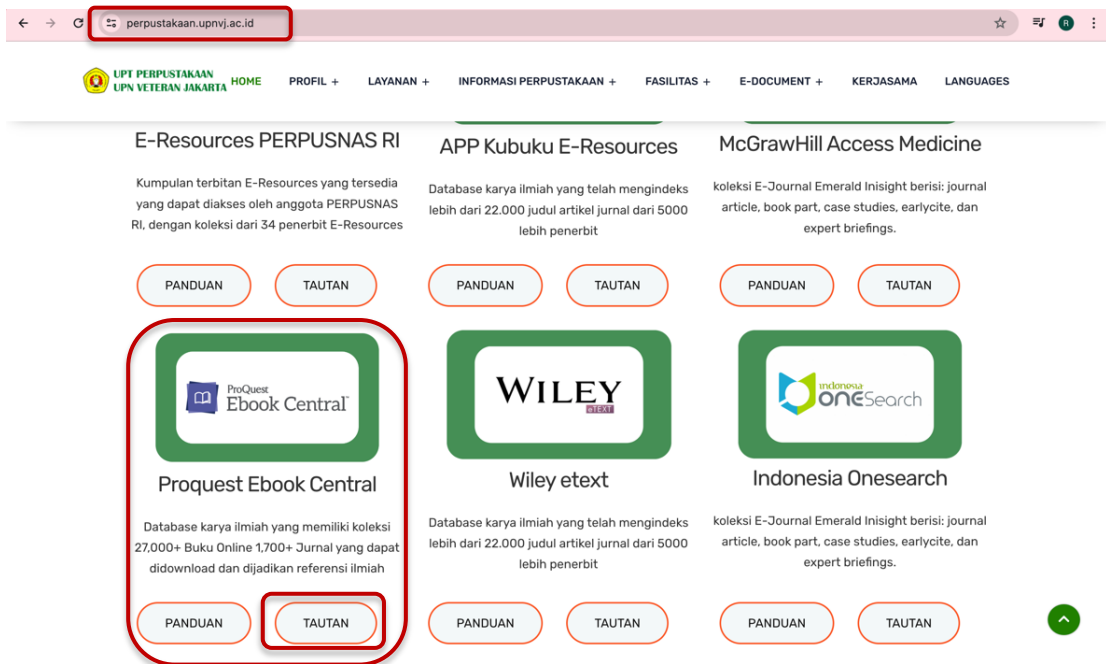 perpustakaan.upnvj.ac.id
R
UPT PERPUSTAKAAN
UPN VETERAN JAKARTA
HOME PROFIL + LAYANAN + INFORMASI PERPUSTAKAAN + FASILITAS + E-DOCUMENT + KERJASAMA LANGUAGES
E-Resources PERPUSNAS RI
Kumpulan terbitan E-Resources yang tersedia
yang dapat diakses oleh anggota PERPUSNAS
RI, dengan koleksi dari 34 penerbit E-Resources
PANDUAN TAUTAN
APP Kubuku E-Resources
Database karya ilmiah yang telah mengindeks
lebih dari 22.000 judul artikel jurnal dari 5000
lebih penerbit
PANDUAN TAUTAN
McGrawHill Access Medicine
koleksi E-Journal Emerald Inisight berisi: journal
article, book part, case studies, earlycite, dan
expert briefings.
PANDUAN TAUTAN
ProQuest
Ebook Central
Proquest Ebook Central
Database karya ilmiah yang memiliki koleksi
27,000+ Buku Online 1,700+ Jurnal yang dapat
didownload dan dijadikan referensi ilmiah
PANDUAN TAUTAN
WILEY
eTEXT
Wiley etext
Database karya ilmiah yang telah mengindeks
lebih dari 22.000 judul artikel jurnal dari 5000
lebih penerbit
PANDUAN TAUTAN
indonesia
oneSearch
Indonesia Onesearch
koleksi E-Journal Emerald Inisight berisi: journal
article, book part, case studies, earlycite, dan
expert briefings.
PANDUAN TAUTAN